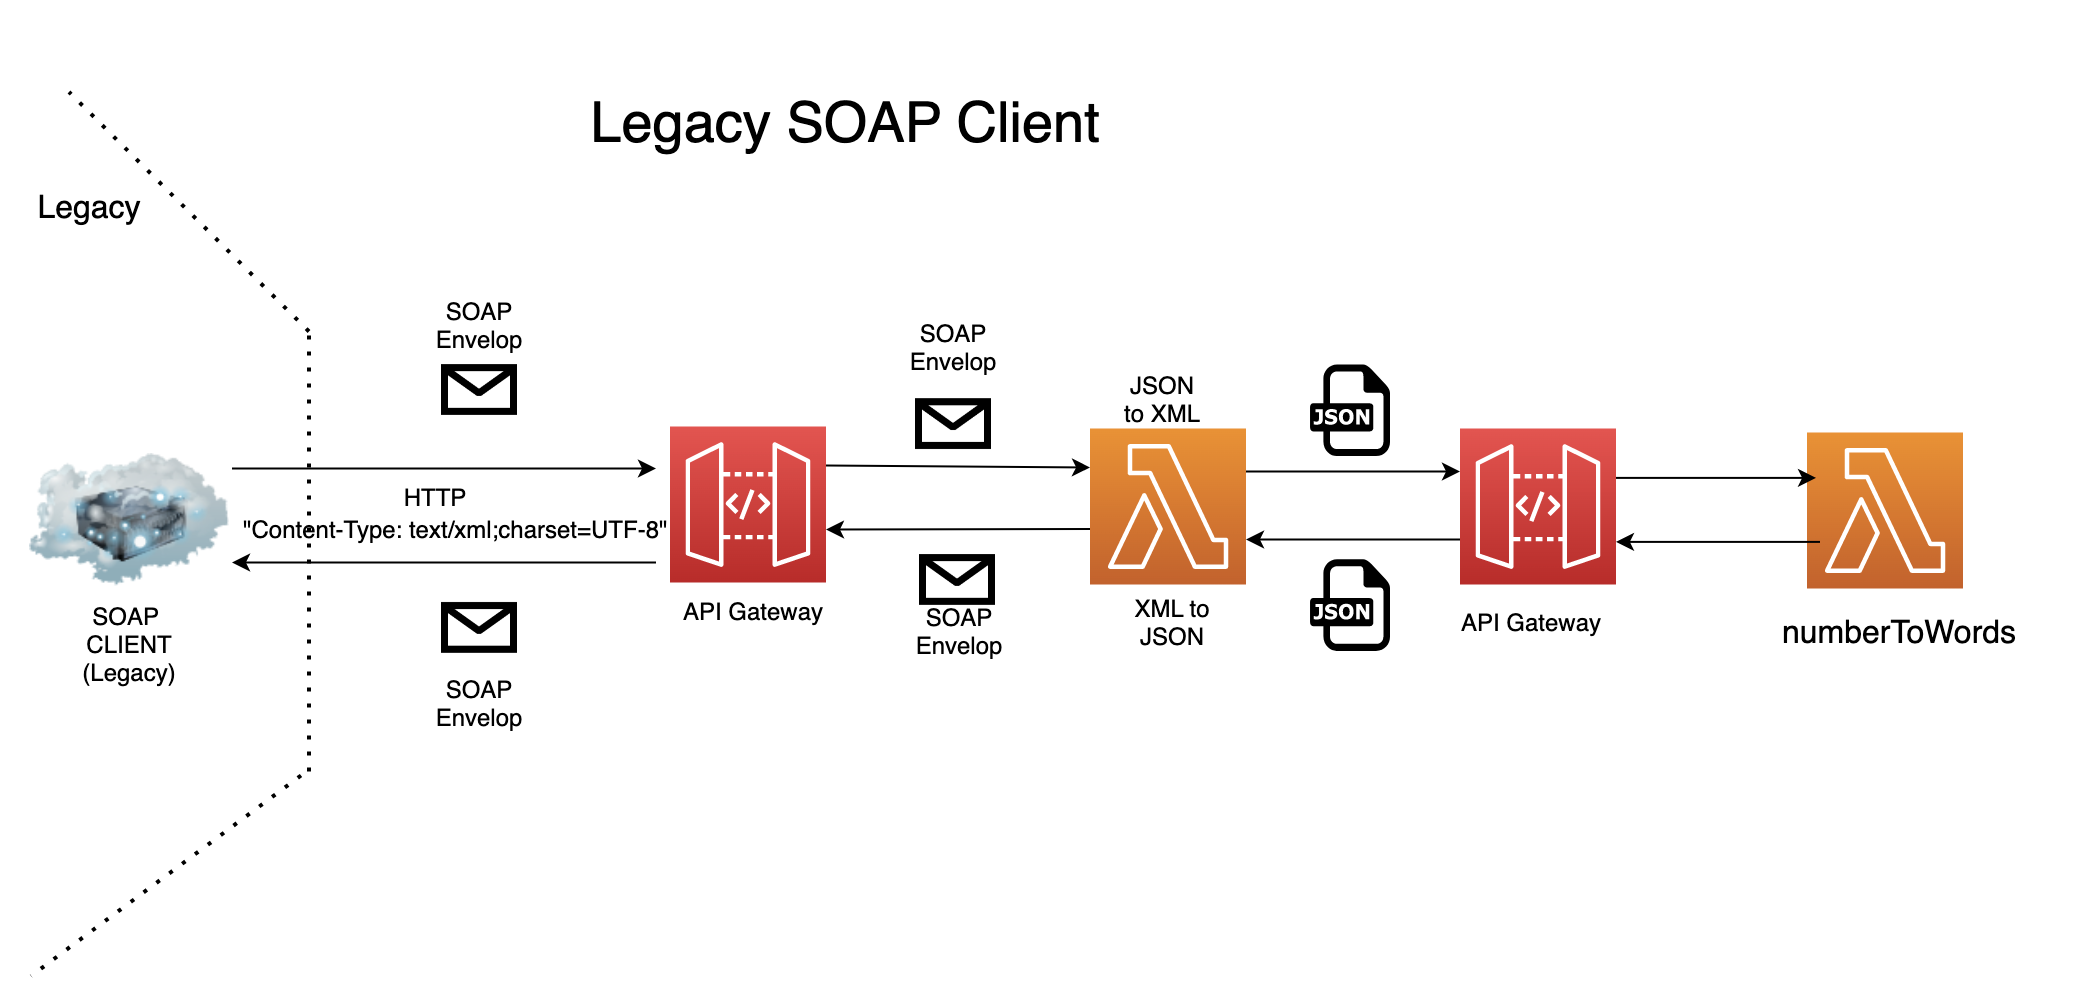 Legacy SOAP Client
Legacy
SOAP
Envelop
SOAP
Envelop
JSON
to XML
JSON
HTTP
"Content-Type: text/xml;charset=UTF-8"
SOAP
CLIENT
(Legacy)
SOAP
Envelop
API Gateway
SOAP
Envelop
XML to
JSON
JSON
API Gateway
numberToWords